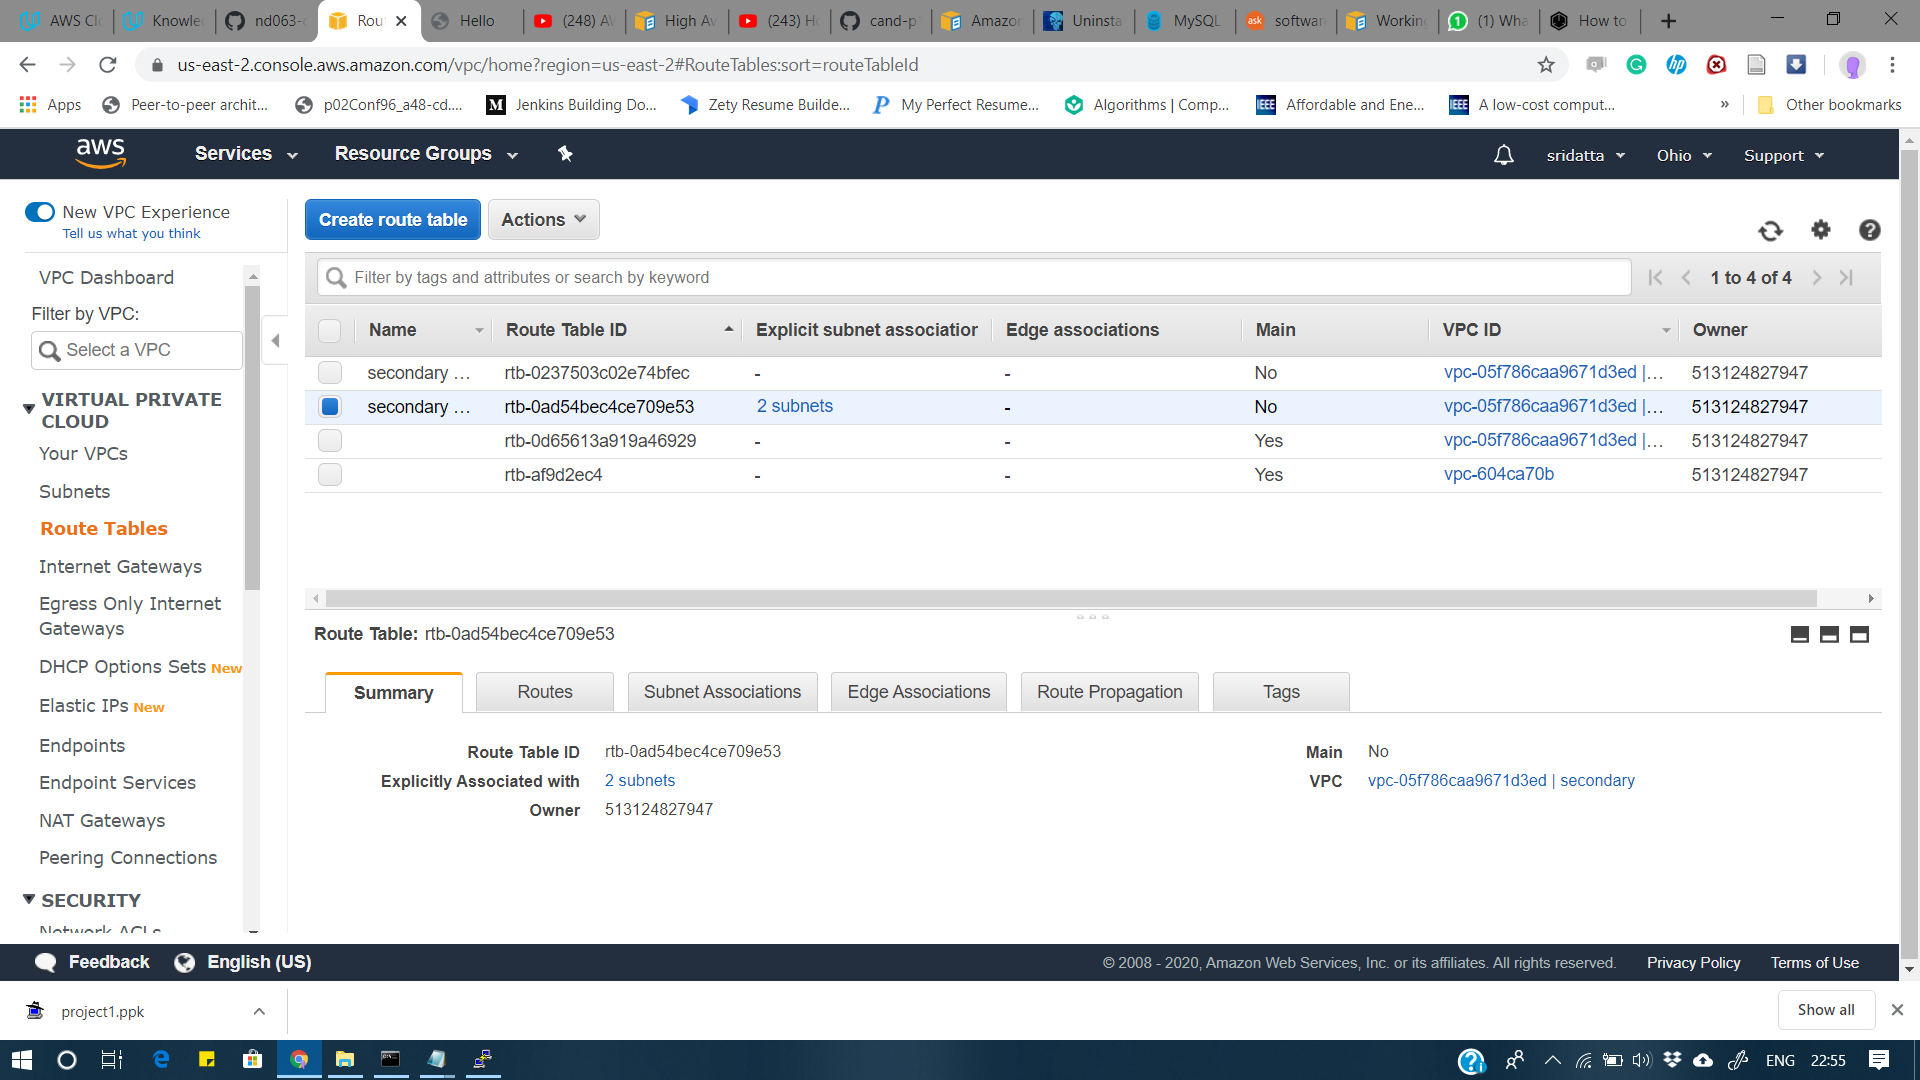 AWS Cl
Knowled
nd063-c
Rou
Hello
(248) A
High Av
(243) H
cand-p
Amazon
Uninsta
MySQL
softwar
Working
(1) Wha
How to
us-east-2.console.aws.amazon.com/vpc/home?region=us-east-2#RouteTables:sort=routeTableId
Apps
Peer-to-peer archit...
p02Conf96_a48-cd....
Jenkins Building Do...
Zety Resume Builde...
My Perfect Resume...
Algorithms | Comp...
Affordable and Ene...
A low-cost comput...
»
Other bookmarks
aws
Services
Resource Groups
sridatta
Ohio
Support
New VPC Experience
Tell us what you think
VPC Dashboard
Filter by VPC:
Select a VPC
VIRTUAL PRIVATE
CLOUD
Your VPCs
Subnets
Route Tables
Internet Gateways
Egress Only Internet
Gateways
DHCP Options Sets New
Elastic IPs New
Endpoints
Endpoint Services
NAT Gateways
Peering Connections
SECURITY
Network ACLs
Create route table
Actions
Filter by tags and attributes or search by keyword
1 to 4 of 4
Name Route Table ID Explicit subnet association Edge associations Main VPC ID Owner
secondary ... rtb-0237503c02e74bfec - - No vpc-05f786caa9671d3ed |... 513124827947
secondary ... rtb-0ad54bec4ce709e53 2 subnets - No vpc-05f786caa9671d3ed |... 513124827947
rtb-0d65613a919a46929 - - Yes vpc-05f786caa9671d3ed |... 513124827947
rtb-af9d2ec4 - - Yes vpc-604ca70b 513124827947
Route Table: rtb-0ad54bec4ce709e53
Summary
Routes
Subnet Associations
Edge Associations
Route Propagation
Tags
Route Table ID rtb-0ad54bec4ce709e53
Main No
Explicitly Associated with 2 subnets
VPC vpc-05f786caa9671d3ed | secondary
Owner 513124827947
Feedback
English (US)
© 2008 - 2020, Amazon Web Services, Inc. or its affiliates. All rights reserved.
Privacy Policy
Terms of Use
project1.ppk
Show all
ENG
22:55